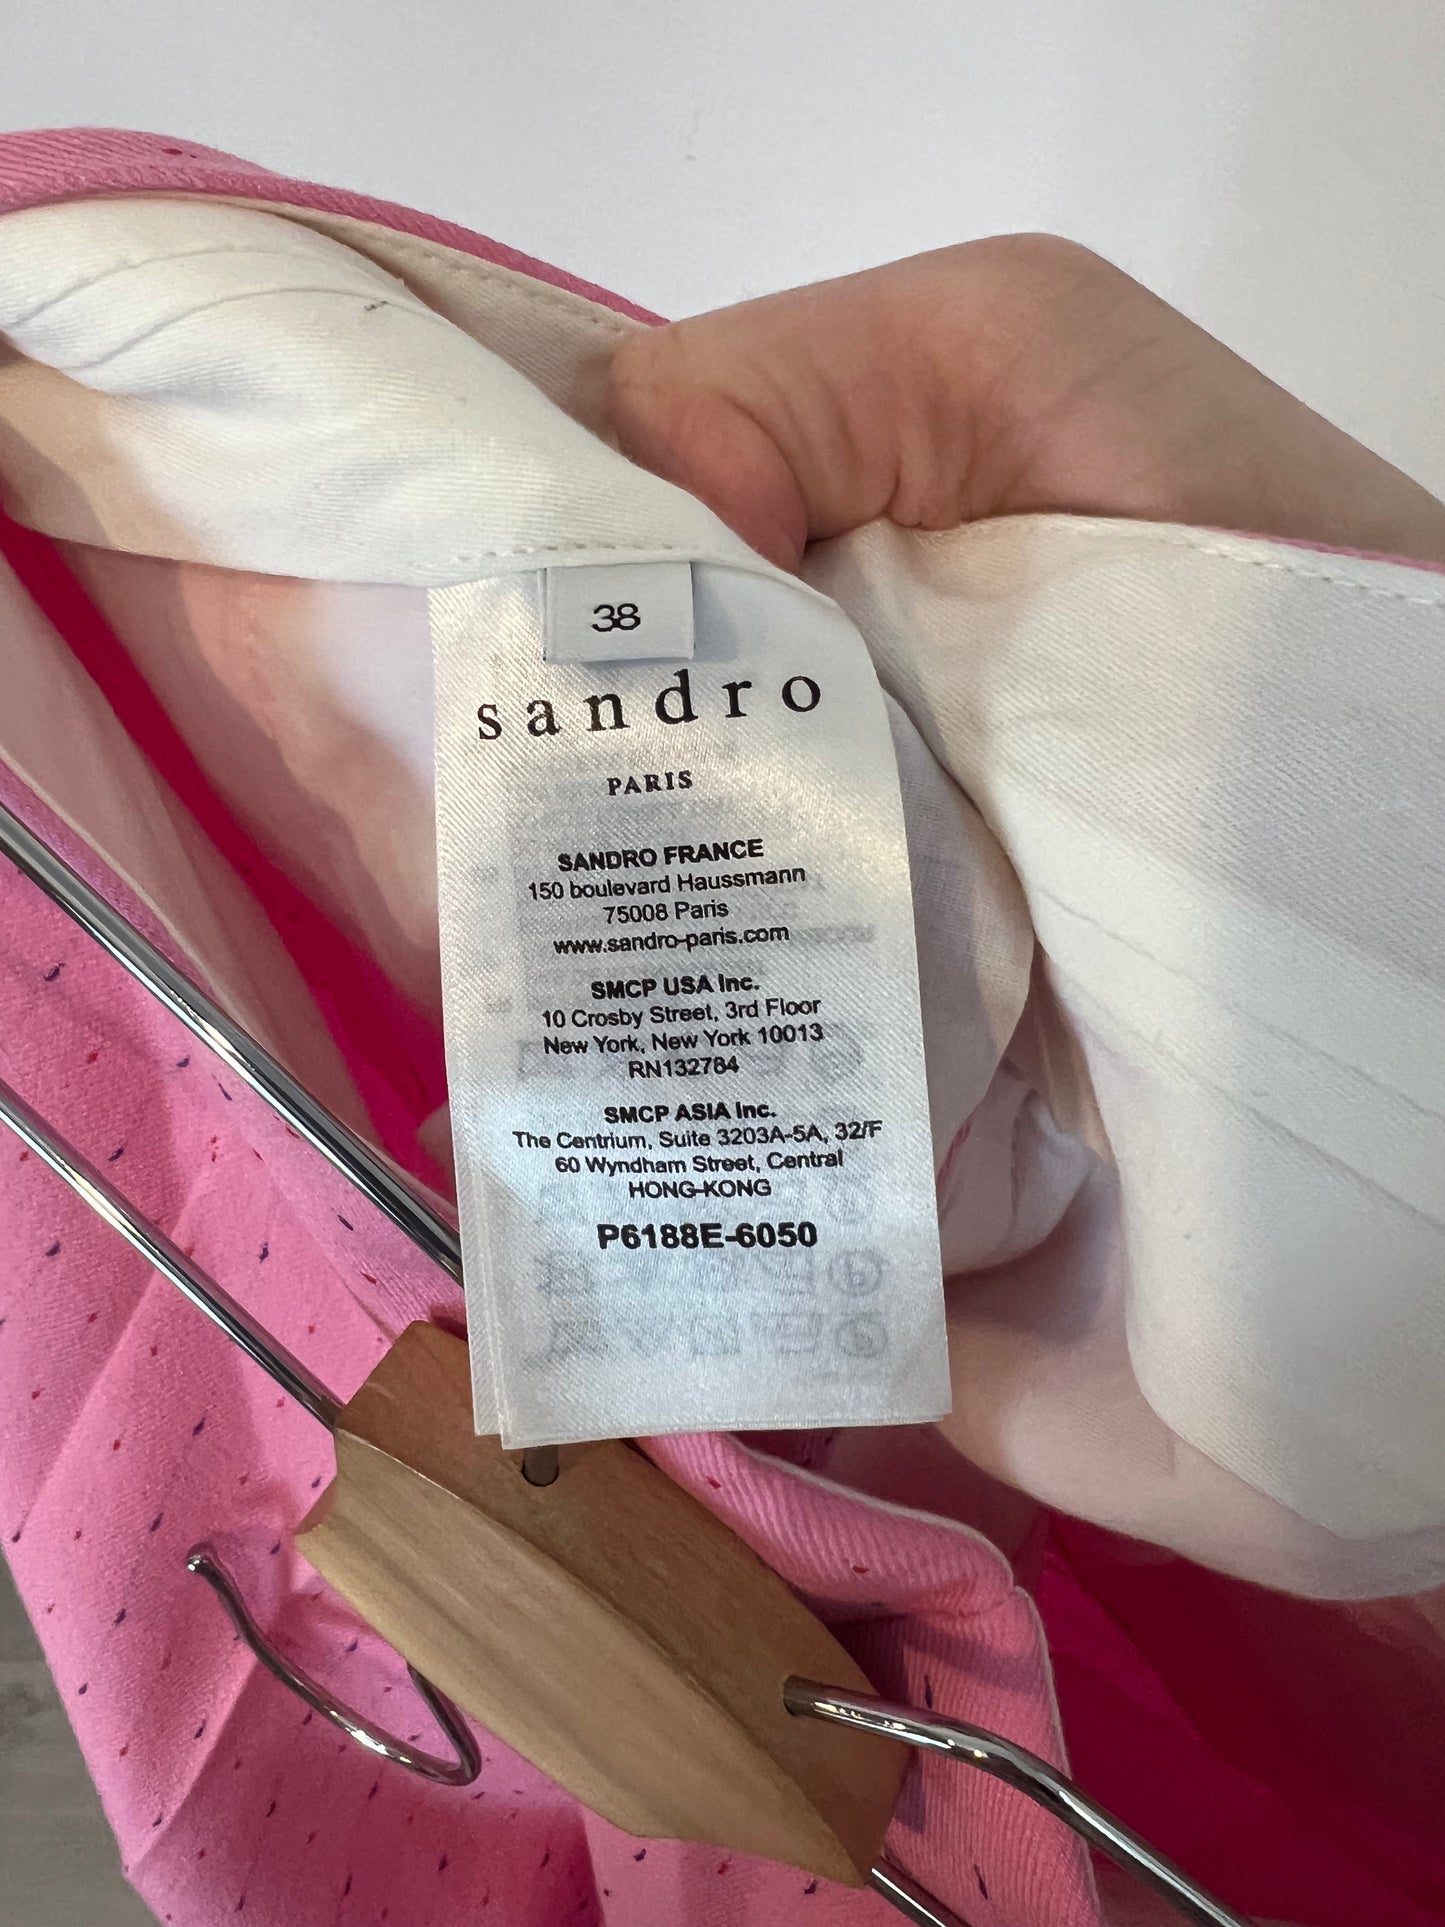 38
sandro
PARIS
SANDRO FRANCE
150 boulevard Haussmann
75008 Paris
www.sandro-paris.com
SMCP USA Inc.
10 Crosby Street, 3rd Floor
New York, New York 10013
RN132784
SMCP ASIA Inc.
The Centrium, Suite 3203A-5A, 32/F
60 Wyndham Street, Central
HONG-KONG
P6188E-6050